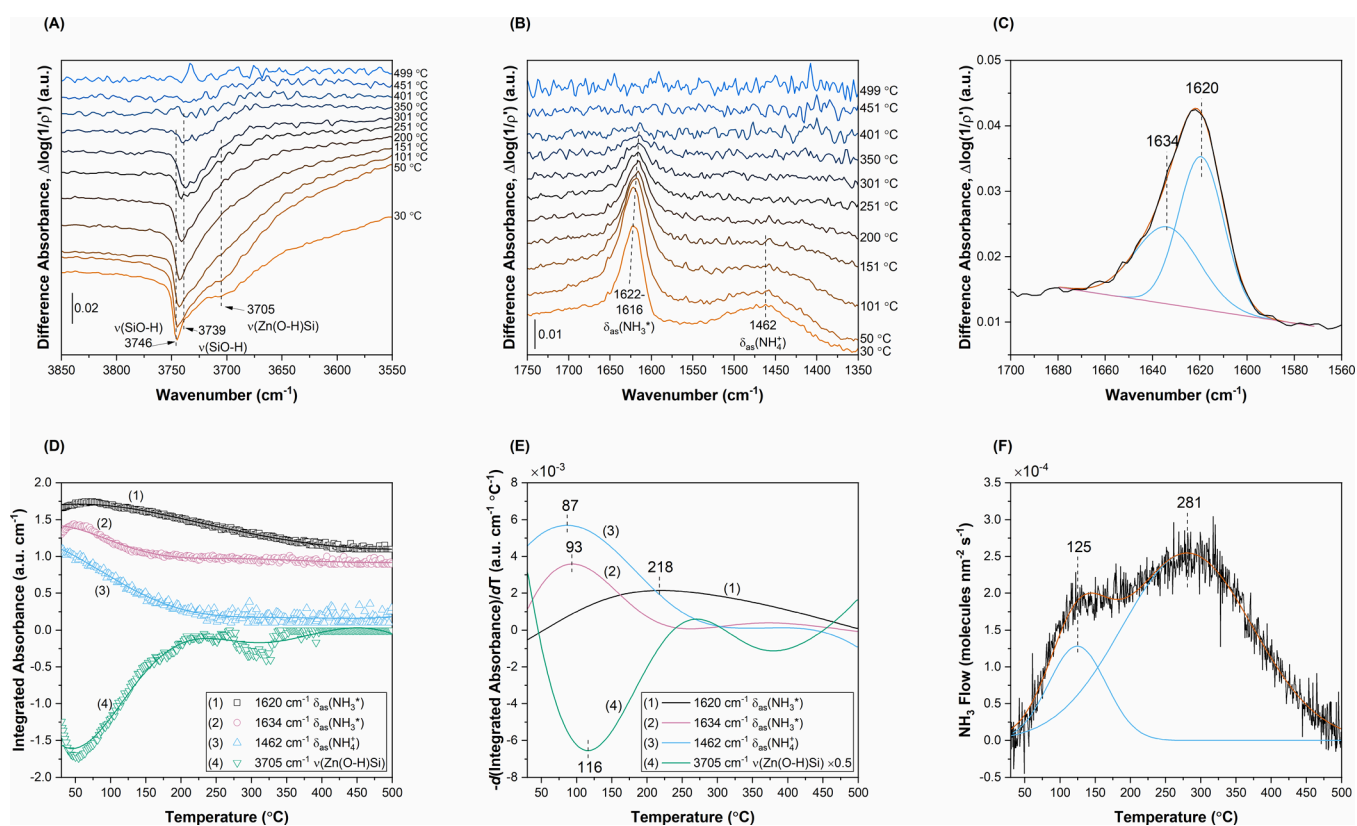 (A)
Difference Absorbance, Δlog(1/ρ') (a.u.)
499 °C
451 °C
401 °C
350 °C
301 °C
251 °C
200 °C
151 °C
101 °C
50 °C
30 °C
0.02
ν(SiO-H)
3746
3739
ν(SiO-H)
3705
ν(Zn(O-H)Si)
3850 3800 3750 3700 3650 3600 3550
Wavenumber (cm⁻¹)
(B)
Difference Absorbance, Δlog(1/ρ') (a.u.)
499 °C
451 °C
401 °C
350 °C
301 °C
251 °C
200 °C
151 °C
101 °C
50 °C
30 °C
0.01
1622-
1616
δas(NH₃*)
1462
δas(NH₄⁺)
1750 1700 1650 1600 1550 1500 1450 1400 1350
Wavenumber (cm⁻¹)
(C)
Difference Absorbance, Δlog(1/ρ') (a.u.)
0.05
0.04
0.03
0.02
0.01
1620
1634
1700 1680 1660 1640 1620 1600 1580 1560
Wavenumber (cm⁻¹)
(D)
Integrated Absorbance (a.u. cm⁻¹)
2.0
1.5
1.0
0.5
0.0
-0.5
-1.0
-1.5
-2.0
(1)
(2)
(3)
(4)
(1) 1620 cm⁻¹ δas(NH₃*)
(2) 1634 cm⁻¹ δas(NH₃*)
(3) 1462 cm⁻¹ δas(NH₄⁺)
(4) 3705 cm⁻¹ ν(Zn(O-H)Si)
50 100 150 200 250 300 350 400 450 500
Temperature (°C)
(E)
×10⁻³
-d(Integrated Absorbance)/dT (a.u. cm⁻¹ °C⁻¹)
8
6
4
2
0
-2
-4
-6
-8
87
(3)
93
(2)
218
(1)
(4)
116
(1) 1620 cm⁻¹ δas(NH₃*)
(2) 1634 cm⁻¹ δas(NH₃*)
(3) 1462 cm⁻¹ δas(NH₄⁺)
(4) 3705 cm⁻¹ ν(Zn(O-H)Si) ×0.5
50 100 150 200 250 300 350 400 450 500
Temperature (°C)
(F)
×10⁻⁴
NH₃ Flow (molecules nm⁻² s⁻¹)
3.5
3.0
2.5
2.0
1.5
1.0
0.5
0.0
-0.5
281
125
50 100 150 200 250 300 350 400 450 500
Temperature (°C)